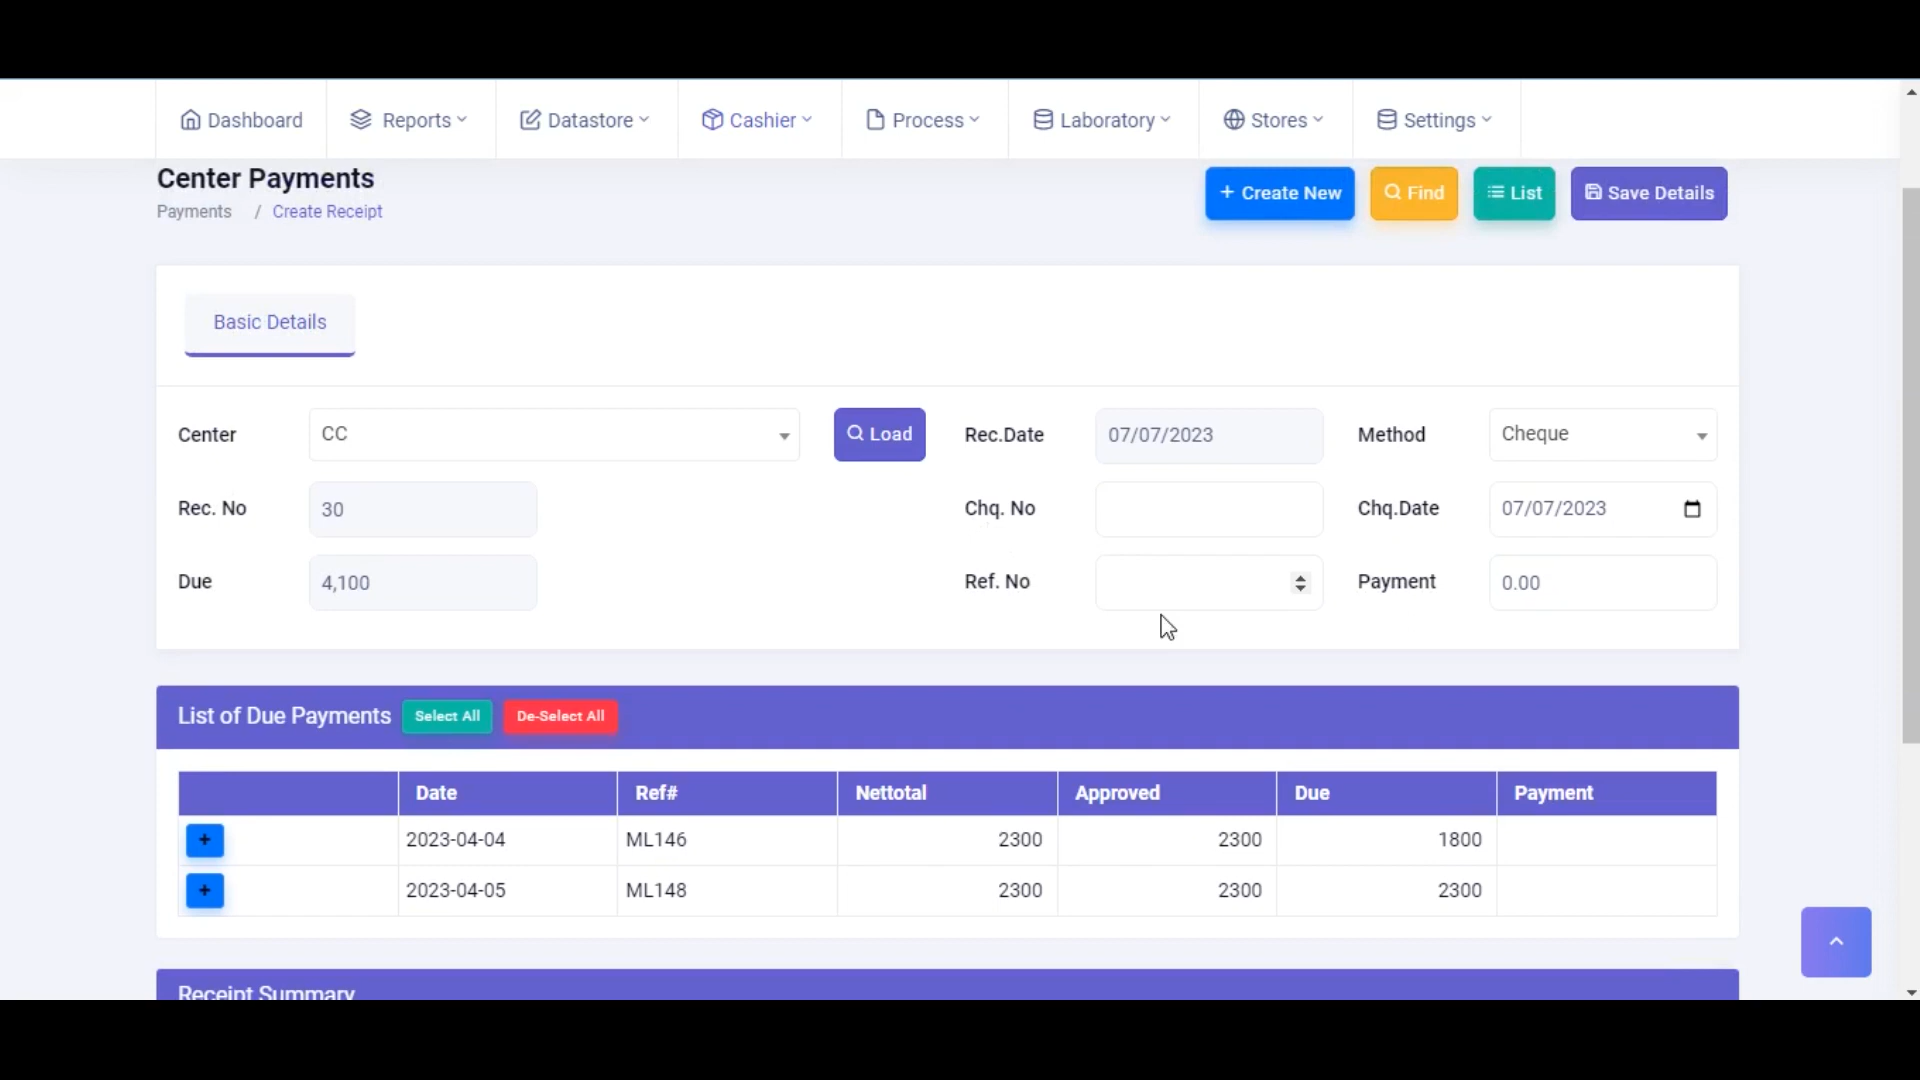 Dashboard Reports Datastore Cashier Process Laboratory Stores Settings
Center Payments
Payments / Create Receipt
+ Create New Find List Save Details
Basic Details
Center CC Load Rec.Date 07/07/2023 Method Cheque
Rec. No 30 Chq. No Chq.Date 07/07/2023
Due 4,100 Ref. No Payment 0.00
List of Due Payments Select All De-Select All
Date Ref# Nettotal Approved Due Payment
+ 2023-04-04 ML146 2300 2300 1800
+ 2023-04-05 ML148 2300 2300 2300
Receipt Summary